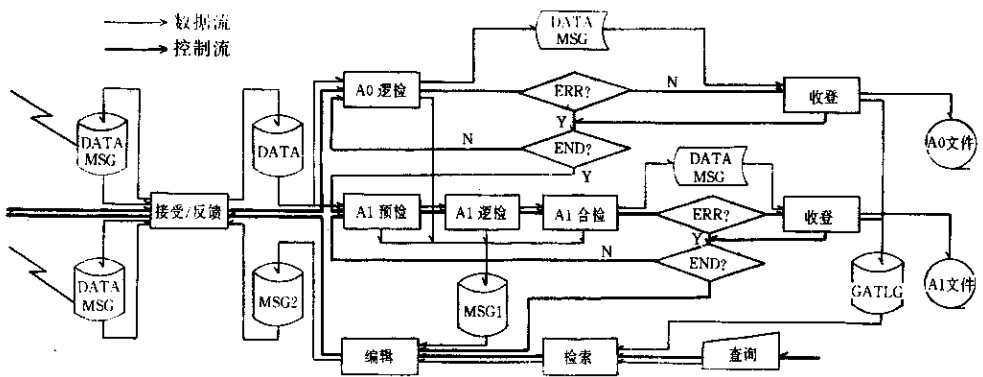 数据流
控制流
DATA
MSG
A0 逻检
ERR?
N
收登
Y
A0文件
DATA
MSG
DATA
N
END?
Y
DATA
MSG
接受/反馈
A1 预检
A1 逻检
A1 合检
ERR?
收登
Y
N
END?
DATA
MSG
MSG2
MSG1
GATLG
A1文件
编辑
检索
查询